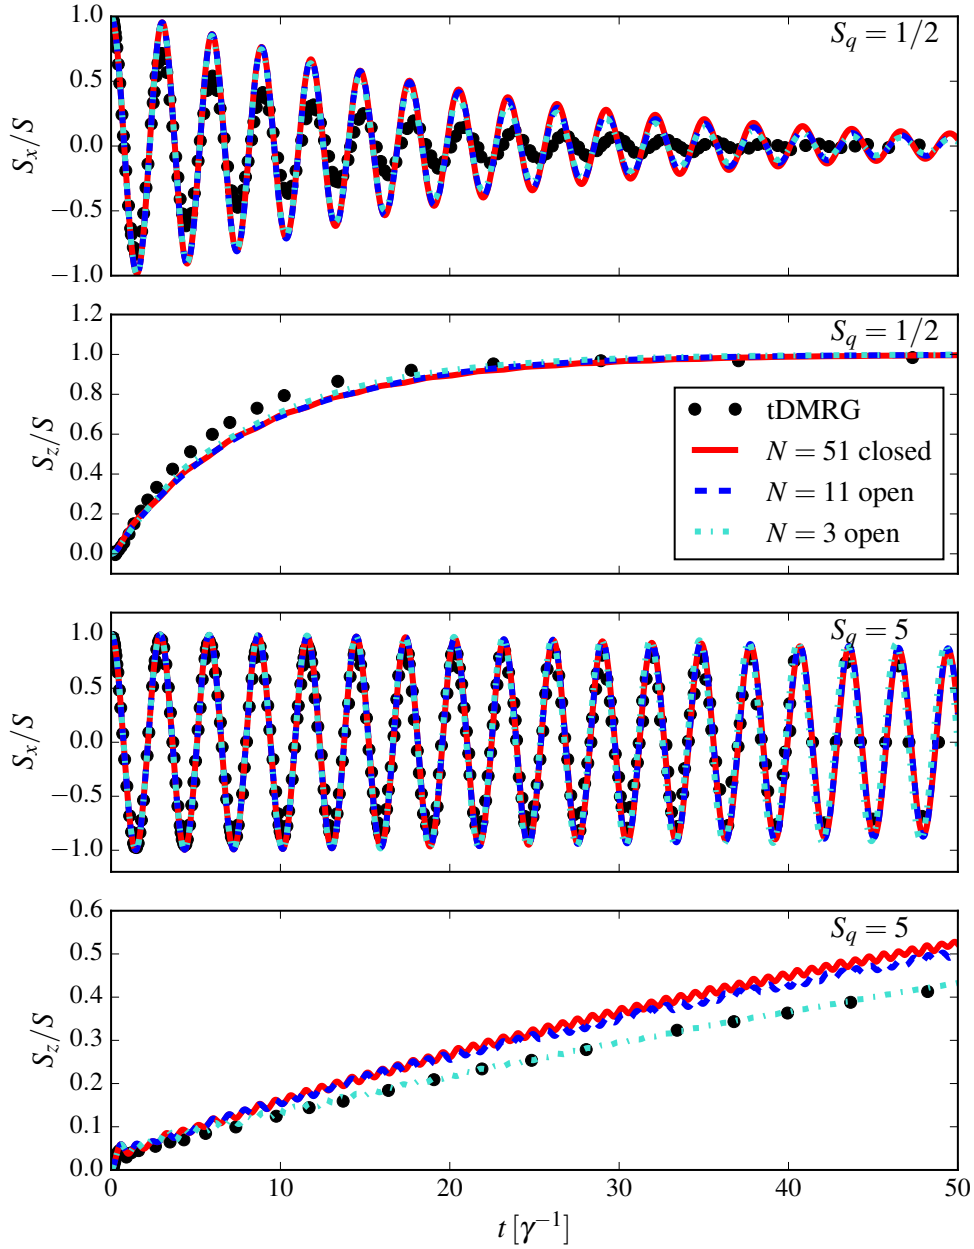 1.0
0.5
0.0
−0.5
−1.0
S_x/S
S_q = 1/2
1.2
1.0
0.8
0.6
0.4
0.2
0.0
S_z/S
S_q = 1/2
tDMRG
N = 51 closed
N = 11 open
N = 3 open
1.0
0.5
0.0
−0.5
−1.0
S_x/S
S_q = 5
0.6
0.5
0.4
0.3
0.2
0.1
0.0
S_z/S
S_q = 5
0 10 20 30 40 50
t [γ⁻¹]